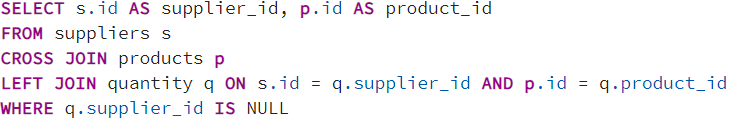 SELECT s.id AS supplier_id, p.id AS product_id
FROM suppliers s
CROSS JOIN products p
LEFT JOIN quantity q ON s.id = q.supplier_id AND p.id = q.product_id
WHERE q.supplier_id IS NULL